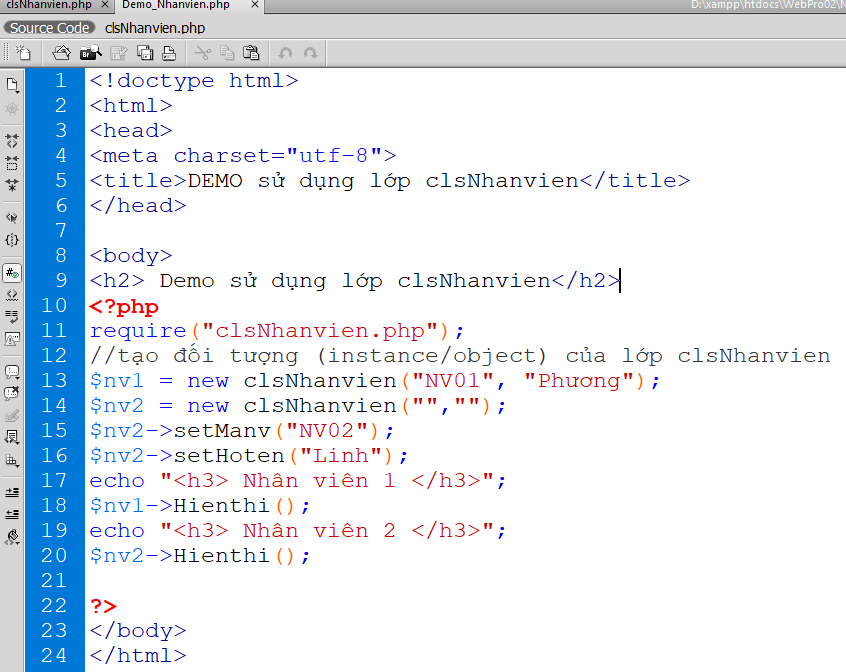 clsNhanvien.php × Demo_Nhanvien.php × D:\xampp\htdocs\WebPro02\N
Source Code clsNhanvien.php
Br
1 <!doctype html>
2 <html>
3 <head>
4 <meta charset="utf-8">
5 <title>DEMO sử dụng lớp clsNhanvien</title>
6 </head>
7
8 <body>
9 <h2> Demo sử dụng lớp clsNhanvien</h2>
10 <?php
11 require("clsNhanvien.php");
12 //tạo đối tượng (instance/object) của lớp clsNhanvien
13 $nv1 = new clsNhanvien("NV01", "Phương");
14 $nv2 = new clsNhanvien("","");
15 $nv2->setManv("NV02");
16 $nv2->setHoten("Linh");
17 echo "<h3> Nhân viên 1 </h3>";
18 $nv1->Hienthi();
19 echo "<h3> Nhân viên 2 </h3>";
20 $nv2->Hienthi();
21
22 ?>
23 </body>
24 </html>